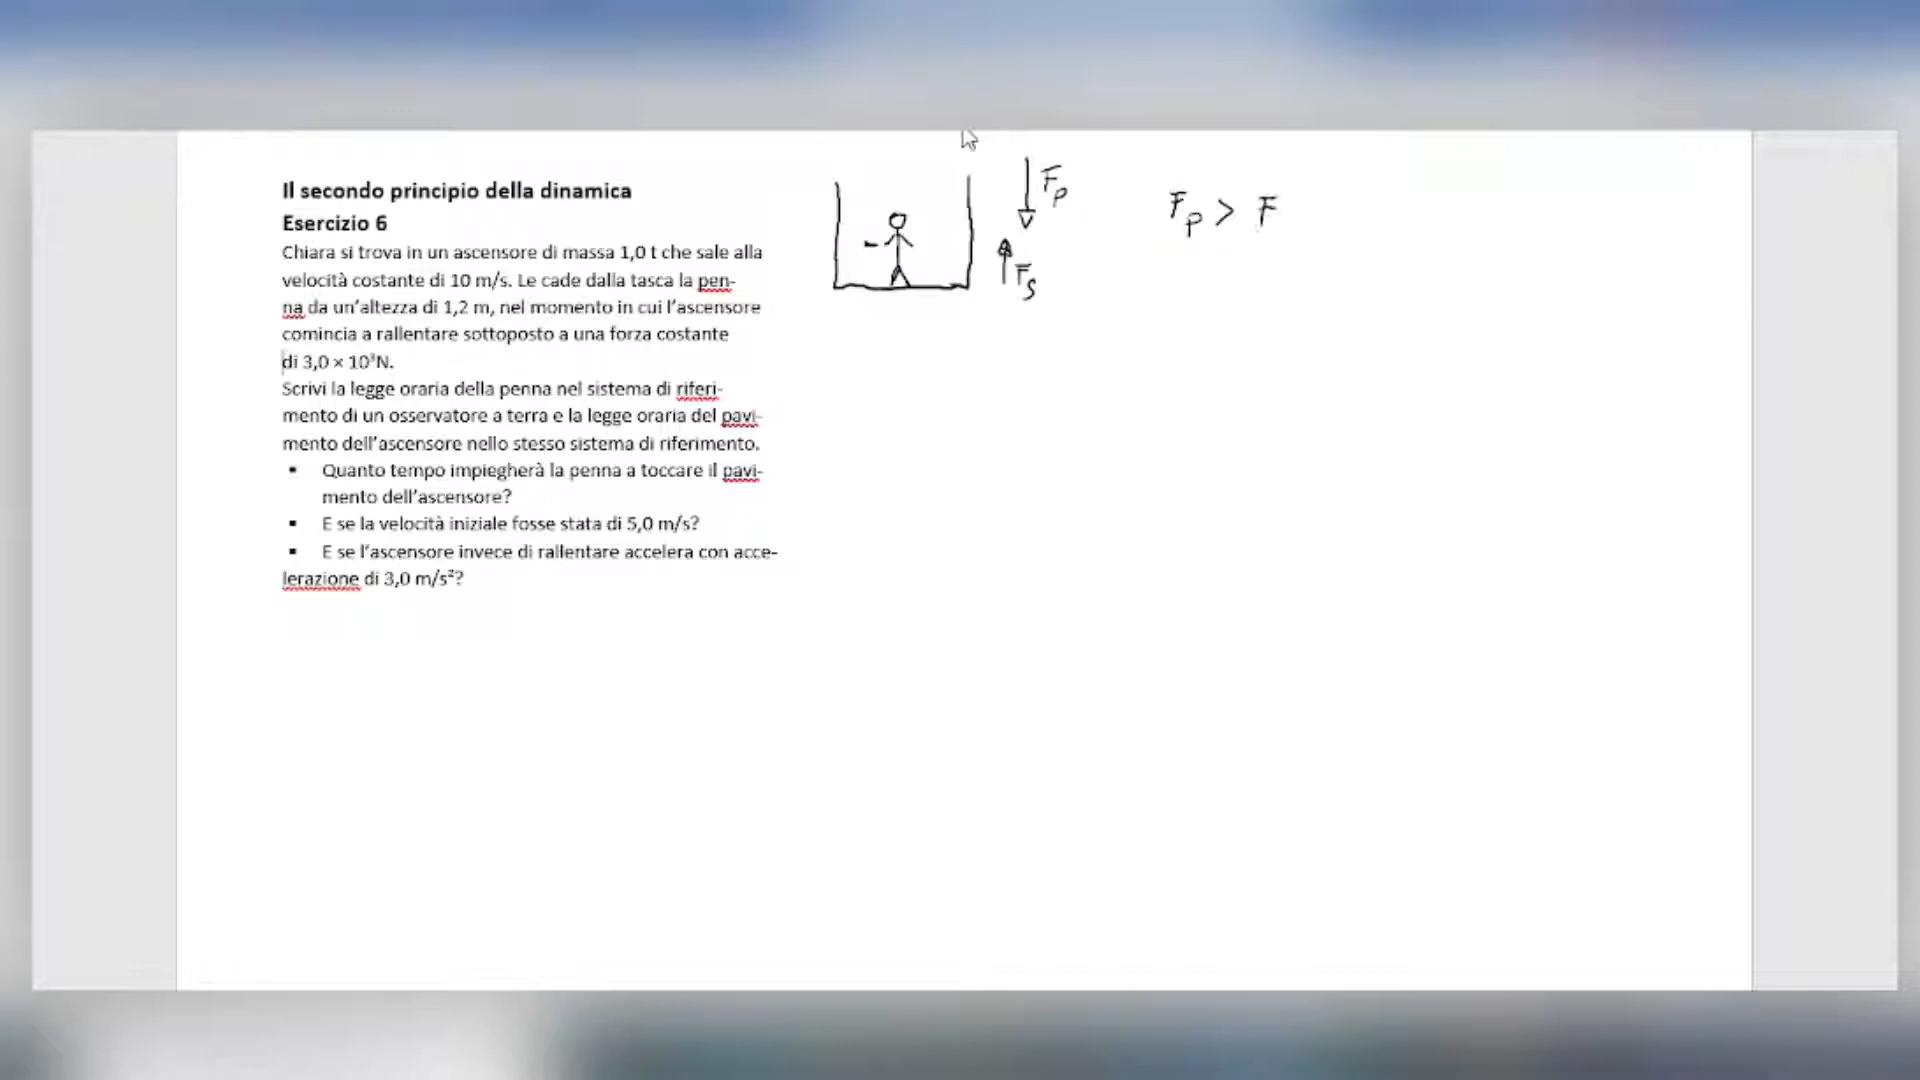 Il secondo principio della dinamica
Esercizio 6
Chiara si trova in un ascensore di massa 1,0 t che sale alla
velocità costante di 10 m/s. Le cade dalla tasca la pen-
na da un'altezza di 1,2 m, nel momento in cui l'ascensore
comincia a rallentare sottoposto a una forza costante
di 3,0 × 10³N.
Scrivi la legge oraria della penna nel sistema di riferi-
mento di un osservatore a terra e la legge oraria del pavi-
mento dell'ascensore nello stesso sistema di riferimento.
▪ Quanto tempo impiegherà la penna a toccare il pavi-
mento dell'ascensore?
▪ E se la velocità iniziale fosse stata di 5,0 m/s?
▪ E se l'ascensore invece di rallentare accelera con acce-
lerazione di 3,0 m/s²?
Fp
Fs
Fp > F